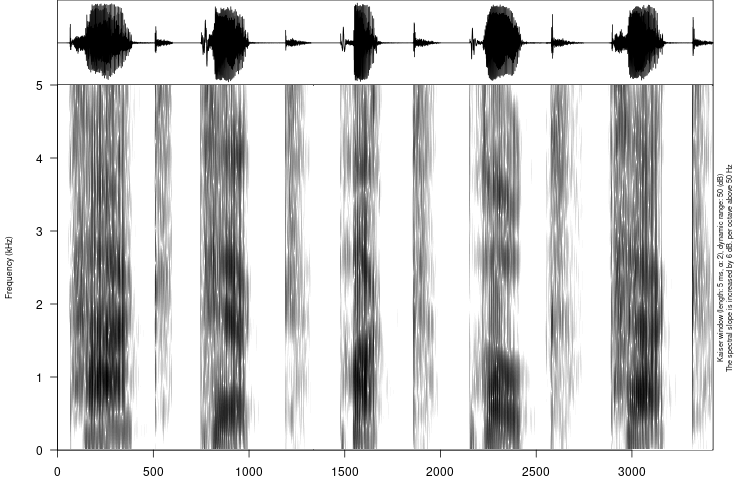 5
4
3
2
1
0
Frequency (kHz)
0 500 1000 1500 2000 2500 3000
Kaiser window (length: 5 ms, α: 2), dynamic range: 50 (dB)
The spectral slope is increased by 6 dB per octave above 50 Hz